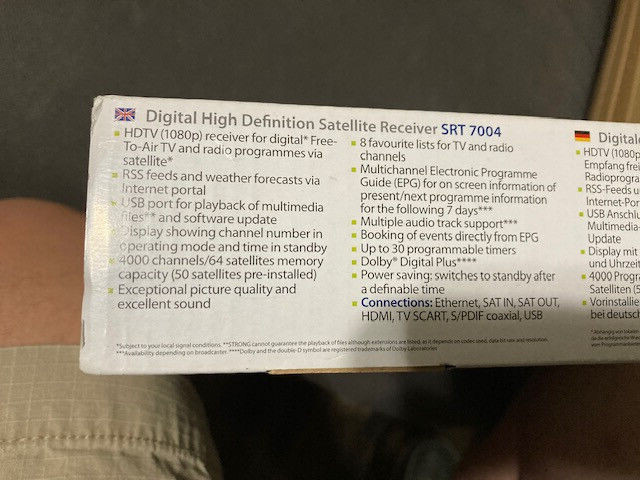 Digital High Definition Satellite Receiver SRT 7004
HDTV (1080p) receiver for digital* Free-
To-Air TV and radio programmes via
satellite*
RSS feeds and weather forecasts via
Internet portal
USB port for playback of multimedia
files** and software update
Display showing channel number in
operating mode and time in standby
4000 channels/64 satellites memory
capacity (50 satellites pre-installed)
Exceptional picture quality and
excellent sound
8 favourite lists for TV and radio
channels
Multichannel Electronic Programme
Guide (EPG) for on screen information of
present/next programme information
for the following 7 days***
Multiple audio track support***
Booking of events directly from EPG
Up to 30 programmable timers
Dolby® Digital Plus****
Power saving: switches to standby after
a definable time
Connections: Ethernet, SAT IN, SAT OUT,
HDMI, TV SCART, S/PDIF coaxial, USB
*Subject to your local signal conditions. **STRONG cannot guarantee the playback of files although extensions are listed, as it depends on codec used, data bit rate and resolution.
***Availability depending on broadcaster. ****Dolby and the double-D symbol are registered trademarks of Dolby Laboratories
Digitale
HDTV (1080p
Empfang frei
Radioprogra
RSS-Feeds u
Internet-Por
USB Anschlu
Multimedia-
Update
Display mit
und Uhrzeit
4000 Progra
Satelliten (5
Vorinstallie
bei deutsch